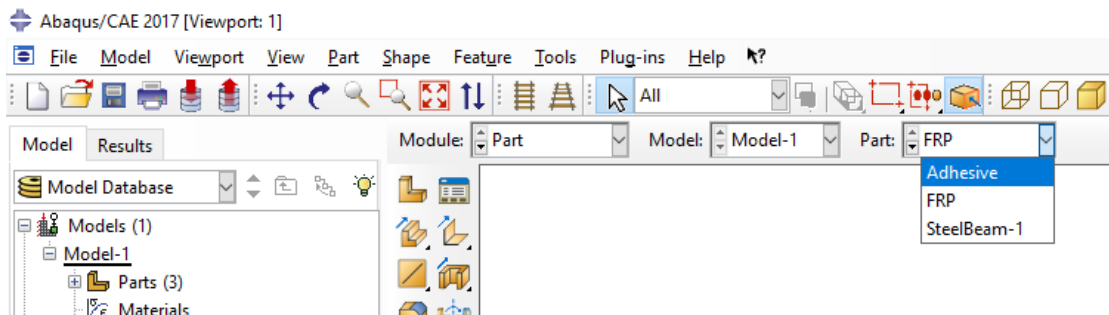 Abaqus/CAE 2017 [Viewport: 1]
File Model Viewport View Part Shape Feature Tools Plug-ins Help ?
All
Model Results
Module: Part Model: Model-1 Part: FRP
Model Database
Adhesive
FRP
SteelBeam-1
Models (1)
Model-1
Parts (3)
Materials